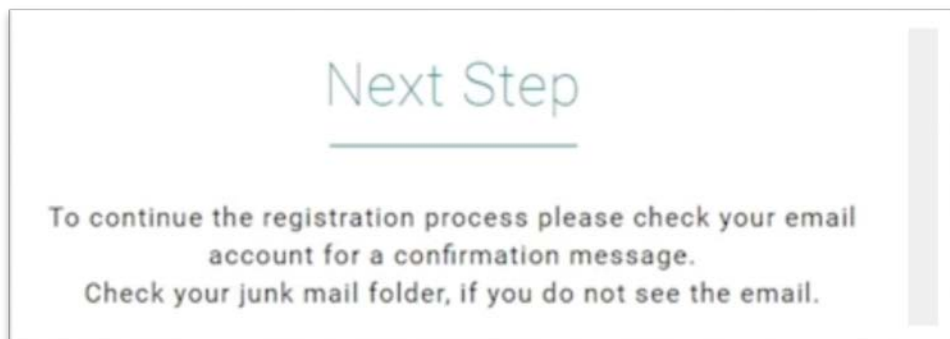 Next Step
To continue the registration process please check your email
account for a confirmation message.
Check your junk mail folder, if you do not see the email.